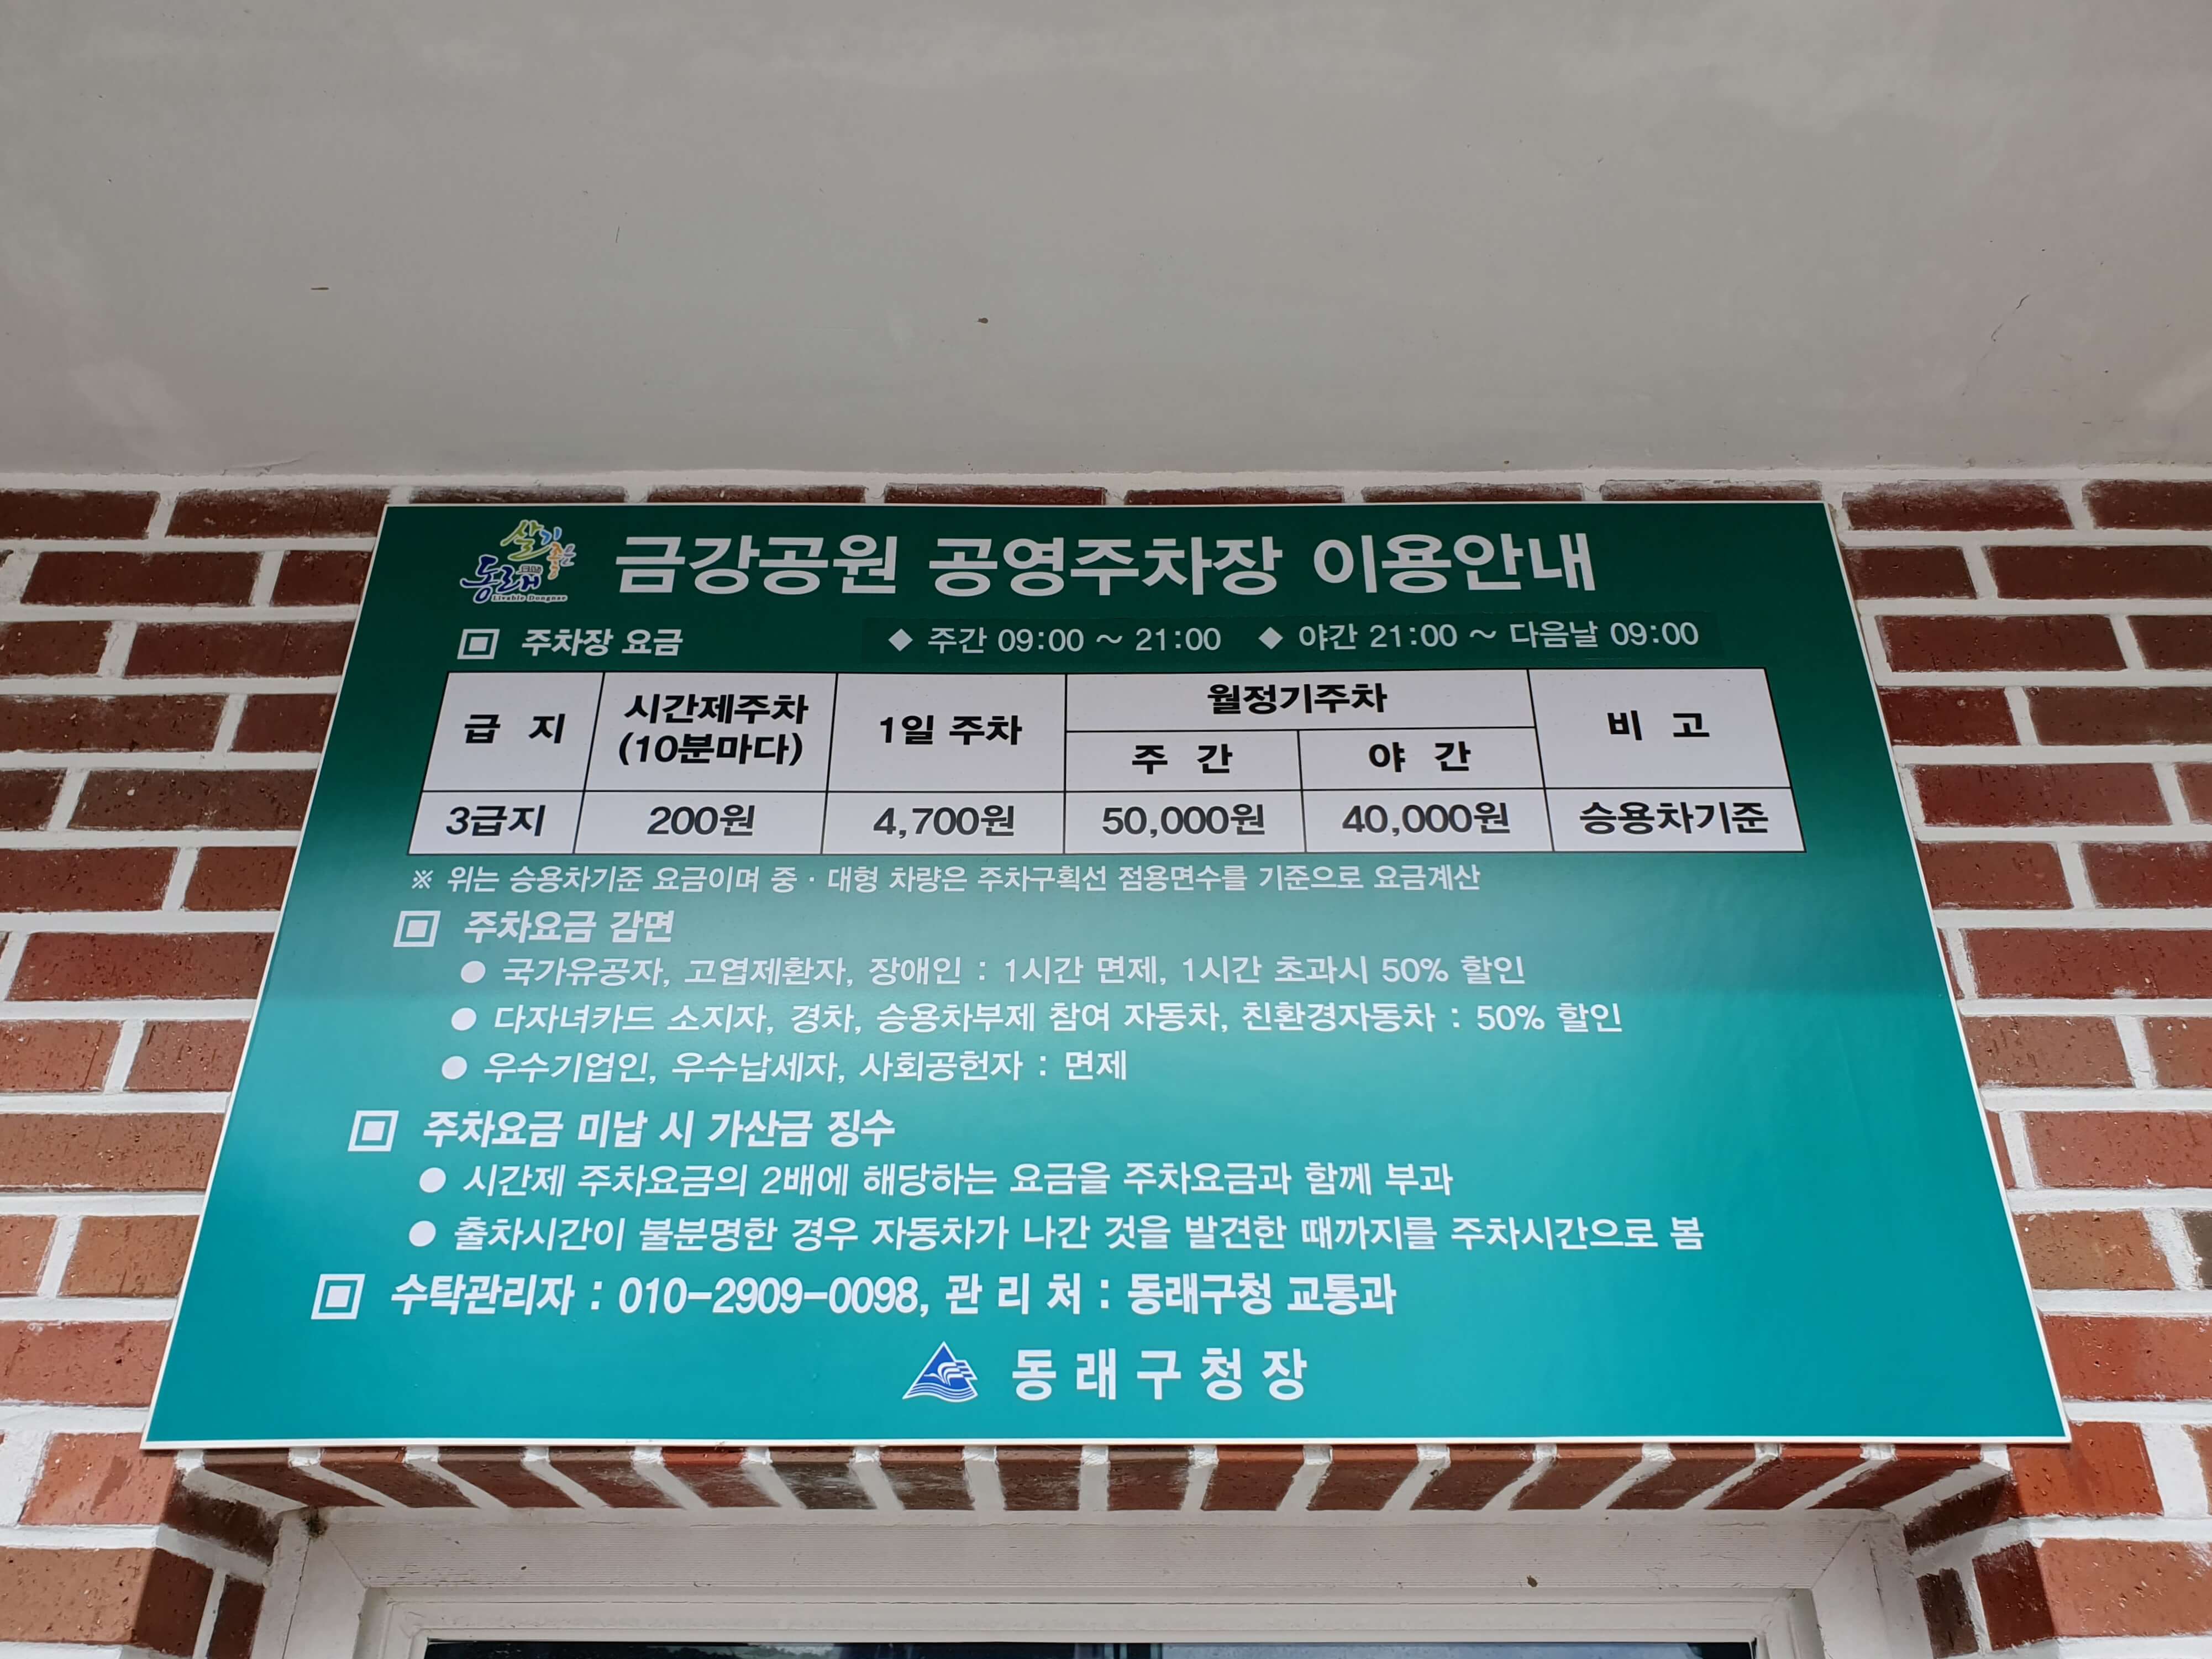 살기좋은
동래
Livable Dongnae
금강공원 공영주차장 이용안내
▣ 주차장 요금 ◆ 주간 09:00 ~ 21:00 ◆ 야간 21:00 ~ 다음날 09:00
급 지 시간제주차 (10분마다) 1일 주차 월정기주차 비 고
주 간 야 간
3급지 200원 4,700원 50,000원 40,000원 승용차기준
※ 위는 승용차기준 요금이며 중 · 대형 차량은 주차구획선 점용면수를 기준으로 요금계산
▣ 주차요금 감면
● 국가유공자, 고엽제환자, 장애인 : 1시간 면제, 1시간 초과시 50% 할인
● 다자녀카드 소지자, 경차, 승용차부제 참여 자동차, 친환경자동차 : 50% 할인
● 우수기업인, 우수납세자, 사회공헌자 : 면제
▣ 주차요금 미납 시 가산금 징수
● 시간제 주차요금의 2배에 해당하는 요금을 주차요금과 함께 부과
● 출차시간이 불분명한 경우 자동차가 나간 것을 발견한 때까지를 주차시간으로 봄
▣ 수탁관리자 : 010-2909-0098, 관 리 처 : 동래구청 교통과
동래구청장